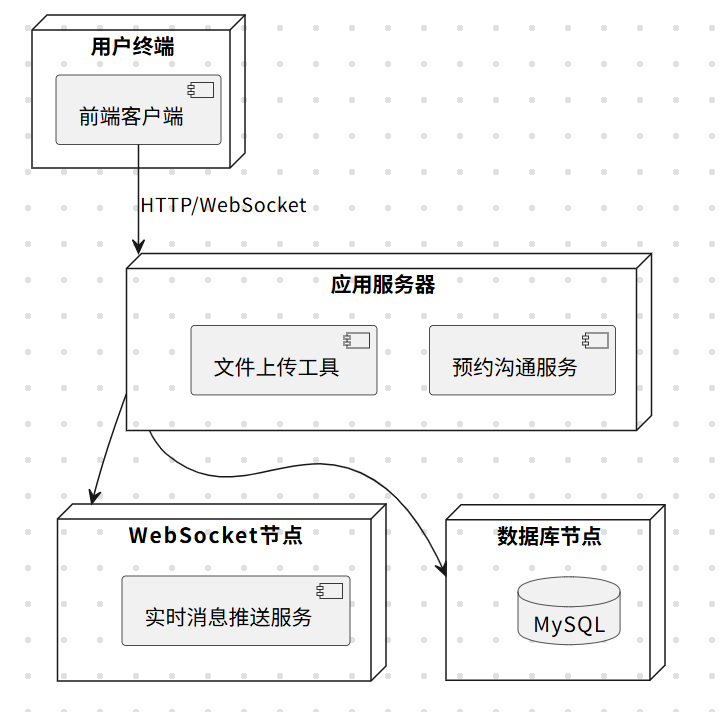 用户终端
前端客户端
HTTP/WebSocket
应用服务器
文件上传工具
预约沟通服务
WebSocket节点
实时消息推送服务
数据库节点
MySQL